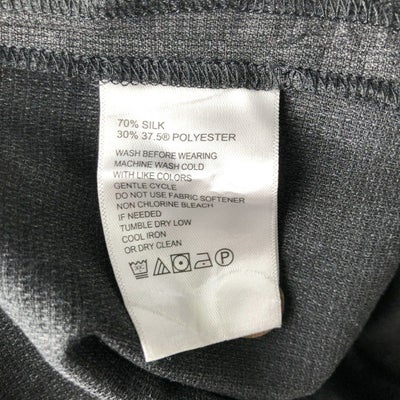 70% SILK
30% 37.5® POLYESTER
WASH BEFORE WEARING
MACHINE WASH COLD
WITH LIKE COLORS
GENTLE CYCLE
DO NOT USE FABRIC SOFTENER
NON CHLORINE BLEACH
IF NEEDED
TUMBLE DRY LOW
COOL IRON
OR DRY CLEAN